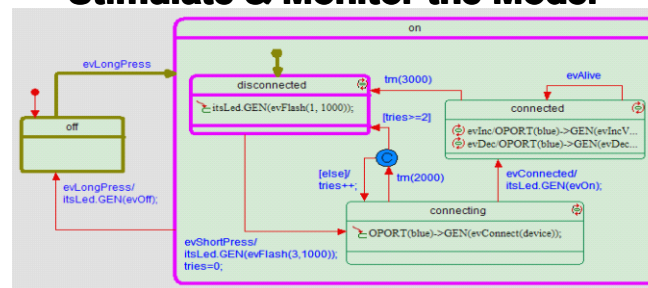 Stimulate & Monitor the Model
on
evLongPress
disconnected
itsLed.GEN(evFlash(1, 1000));
tm(3000)
evAlive
connected
evInc/OPORT(blue)->GEN(evIncV...
evDec/OPORT(blue)->GEN(evDec...
off
[tries>=2]
[else]/
tries++;
tm(2000)
evConnected/
itsLed.GEN(evOn);
evLongPress/
itsLed.GEN(evOff);
connecting
OPORT(blue)->GEN(evConnect(device));
evShortPress/
itsLed.GEN(evFlash(3,1000));
tries=0;